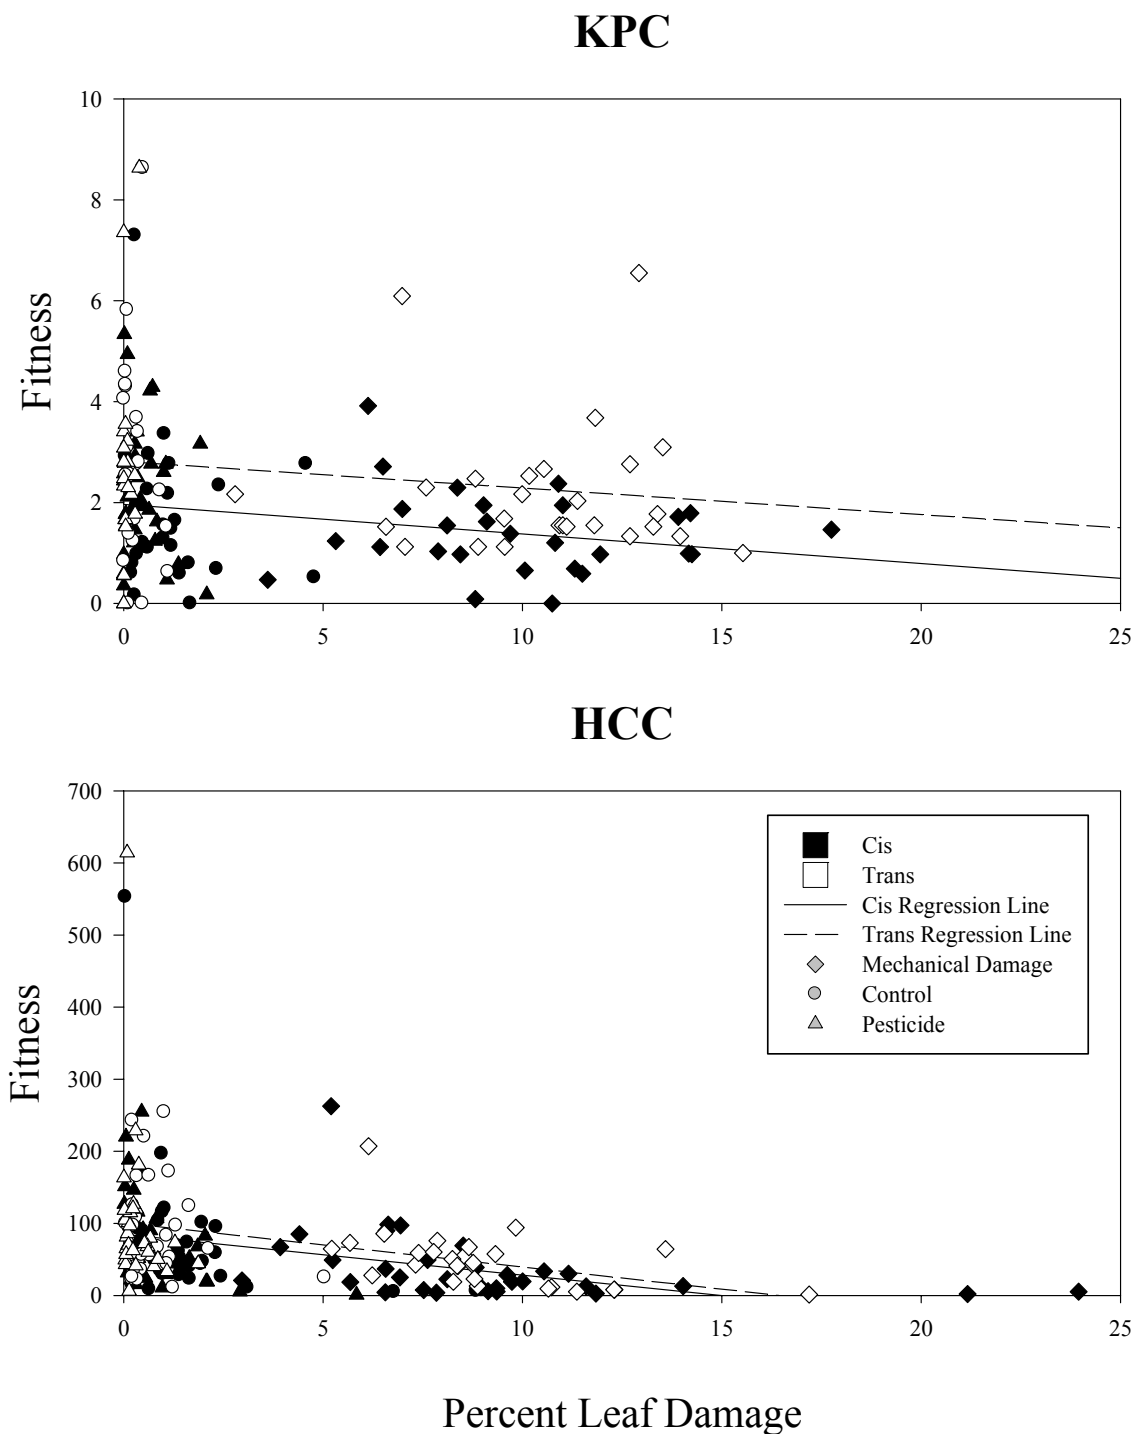 KPC
10
8
6
4
2
0
Fitness
0 5 10 15 20 25
HCC
700
600
500
400
300
200
100
0
Fitness
Cis
Trans
Cis Regression Line
Trans Regression Line
Mechanical Damage
Control
Pesticide
0 5 10 15 20 25
Percent Leaf Damage